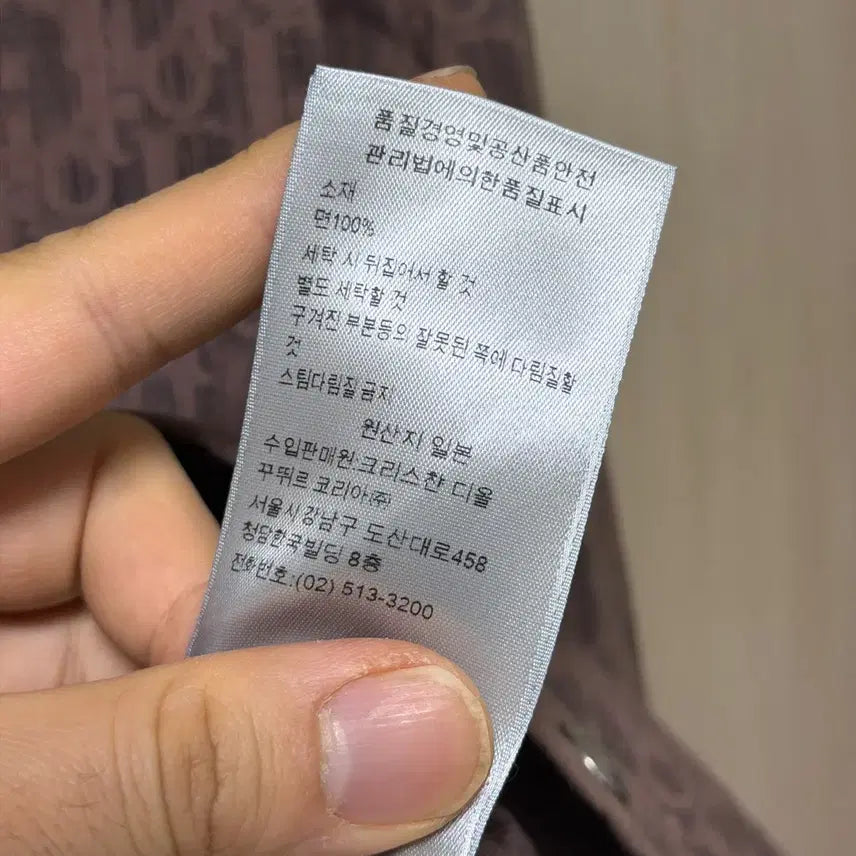 품질경영및공산품안전
관리법에의한품질표시
소재
면100%
세탁 시 뒤집어서 할 것
별도 세탁할 것
구겨진 부분등의 잘못된 쪽에 다림질할
것
스팀다림질 금지
원산지 일본
수입판매원:크리스찬 디올
꾸뛰르 코리아(주)
서울시 강남구 도산대로458
청담한국빌딩 8층
전화번호:(02) 513-3200